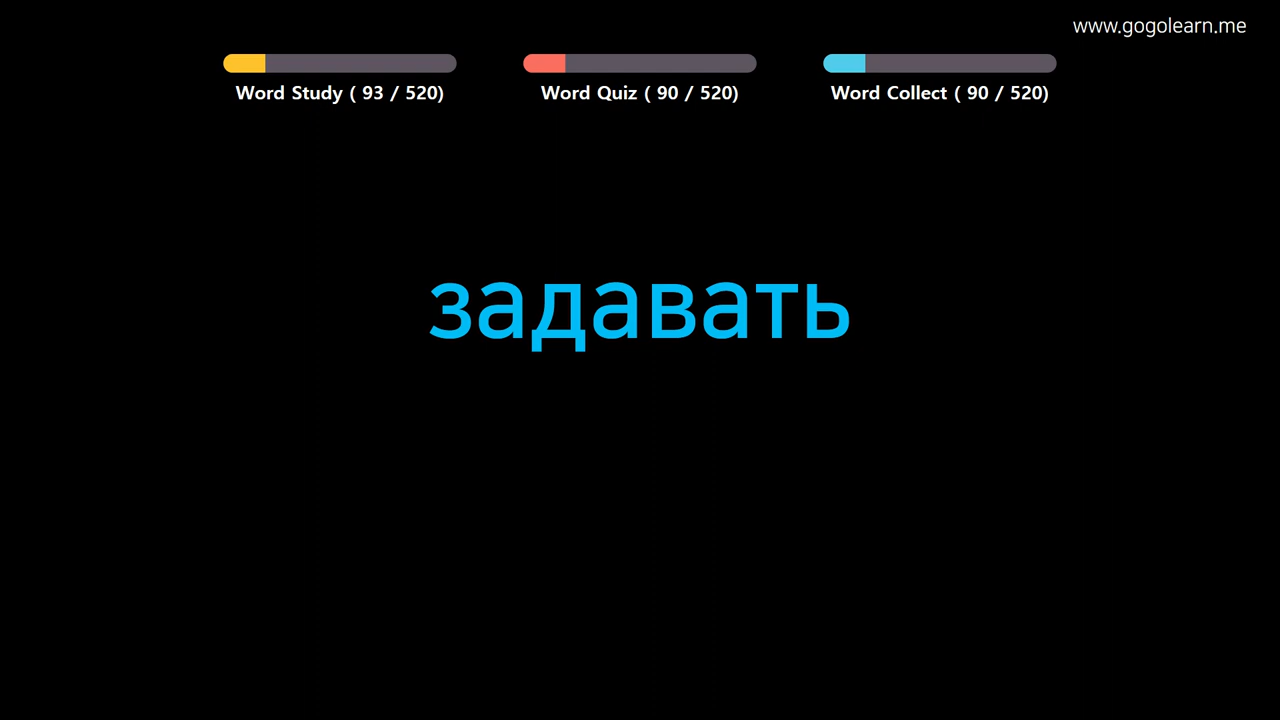 www.gogolearn.me
Word Study ( 93 / 520)
Word Quiz ( 90 / 520)
Word Collect ( 90 / 520)
задавать